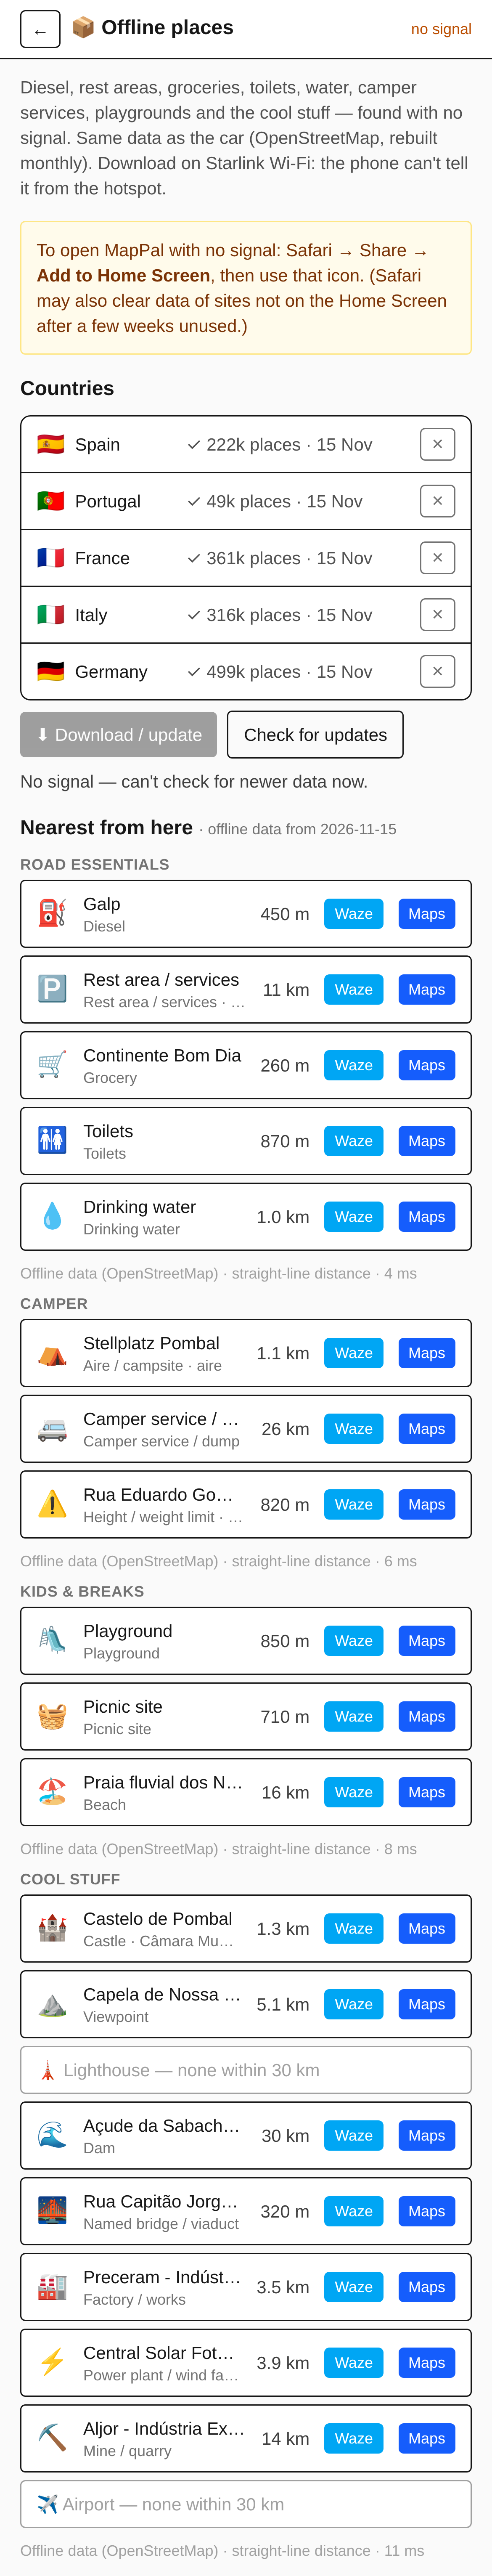 ← 📦 Offline places no signal
Diesel, rest areas, groceries, toilets, water, camper
services, playgrounds and the cool stuff — found with no
signal. Same data as the car (OpenStreetMap, rebuilt
monthly). Download on Starlink Wi-Fi: the phone can't tell
it from the hotspot.
To open MapPal with no signal: Safari → Share →
Add to Home Screen, then use that icon. (Safari
may also clear data of sites not on the Home Screen
after a few weeks unused.)
Countries
🇪🇸 Spain ✓ 222k places · 15 Nov ✕
🇵🇹 Portugal ✓ 49k places · 15 Nov ✕
🇫🇷 France ✓ 361k places · 15 Nov ✕
🇮🇹 Italy ✓ 316k places · 15 Nov ✕
🇩🇪 Germany ✓ 499k places · 15 Nov ✕
⬇ Download / update Check for updates
No signal — can't check for newer data now.
Nearest from here · offline data from 2026-11-15
ROAD ESSENTIALS
Galp 450 m Waze Maps
Diesel
Rest area / services 11 km Waze Maps
Rest area / services · …
Continente Bom Dia 260 m Waze Maps
Grocery
Toilets 870 m Waze Maps
Toilets
Drinking water 1.0 km Waze Maps
Drinking water
Offline data (OpenStreetMap) · straight-line distance · 4 ms
CAMPER
Stellplatz Pombal 1.1 km Waze Maps
Aire / campsite · aire
Camper service / … 26 km Waze Maps
Camper service / dump
Rua Eduardo Go… 820 m Waze Maps
Height / weight limit · …
Offline data (OpenStreetMap) · straight-line distance · 6 ms
KIDS & BREAKS
Playground 850 m Waze Maps
Playground
Picnic site 710 m Waze Maps
Picnic site
Praia fluvial dos N… 16 km Waze Maps
Beach
Offline data (OpenStreetMap) · straight-line distance · 8 ms
COOL STUFF
Castelo de Pombal 1.3 km Waze Maps
Castle · Câmara Mu…
Capela de Nossa … 5.1 km Waze Maps
Viewpoint
Lighthouse — none within 30 km
Açude da Sabach… 30 km Waze Maps
Dam
Rua Capitão Jorg… 320 m Waze Maps
Named bridge / viaduct
Preceram - Indúst… 3.5 km Waze Maps
Factory / works
Central Solar Fot… 3.9 km Waze Maps
Power plant / wind fa…
Aljor - Indústria Ex… 14 km Waze Maps
Mine / quarry
✈️ Airport — none within 30 km
Offline data (OpenStreetMap) · straight-line distance · 11 ms